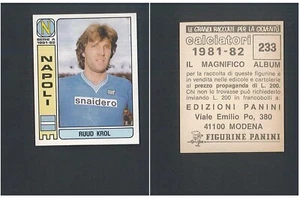 SERIE A
1981-82
NAPOLI
snaidero
RUUD KROL
LE GRANDI RACCOLTE PER LA GIOVENTÙ
calciatori
1981-82
233
IL MAGNIFICO ALBUM
per la raccolta di queste figurine è
in vendita nelle edicole e cartolerie
al prezzo propaganda di L. 200.
Chi non lo trovasse può richiederlo
inviando L. 200 in francobolli a
EDIZIONI PANINI
Viale Emilio Po, 380
41100 MODENA
FIGURINE PANINI